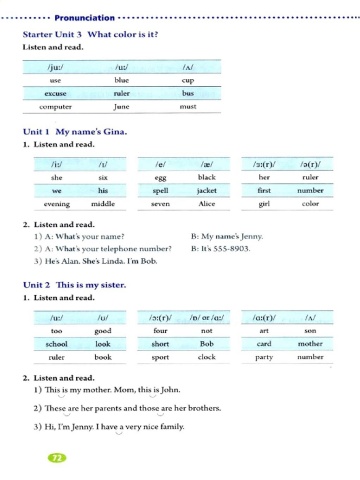 Pronunciation
Starter Unit 3 What color is it?
Listen and read.
/juː/ /uː/ /ʌ/
use blue cup
excuse ruler bus
computer June must
Unit 1 My name's Gina.
1. Listen and read.
/iː/ /ɪ/ /e/ /æ/ /ɜː(r)/ /ə(r)/
she six egg black her ruler
we his spell jacket first number
evening middle seven Alice girl color
2. Listen and read.
1) A: What's your name? B: My name's Jenny.
2) A: What's your telephone number? B: It's 555-8903.
3) He's Alan. She's Linda. I'm Bob.
Unit 2 This is my sister.
1. Listen and read.
/uː/ /ʊ/ /ɔː(r)/ /ɒ/ or /ɑː/ /ɑː(r)/ /ʌ/
too good four not art son
school look short Bob card mother
ruler book sport clock party number
2. Listen and read.
1) This is my mother. Mom, this is John.
2) These are her parents and those are her brothers.
3) Hi, I'm Jenny. I have a very nice family.
72